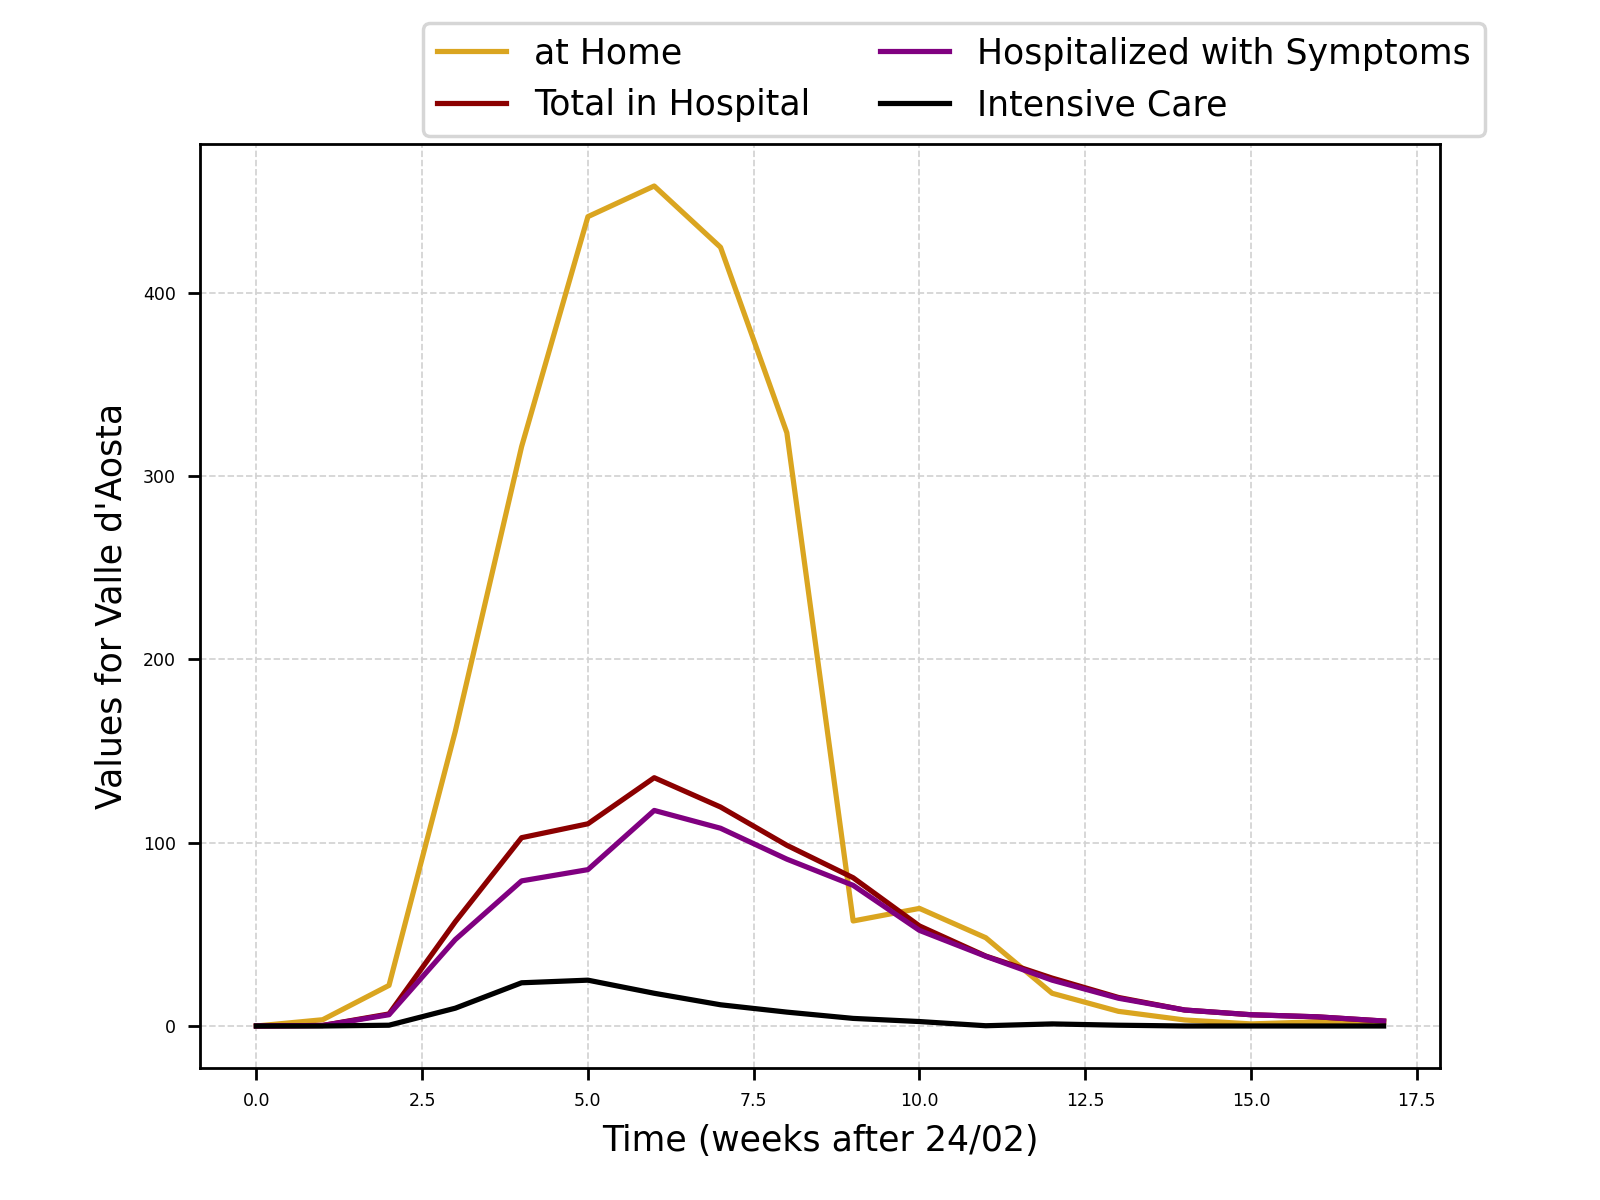 at Home
Total in Hospital
Hospitalized with Symptoms
Intensive Care
Values for Valle d'Aosta
400
300
200
100
0
0.0 2.5 5.0 7.5 10.0 12.5 15.0 17.5
Time (weeks after 24/02)